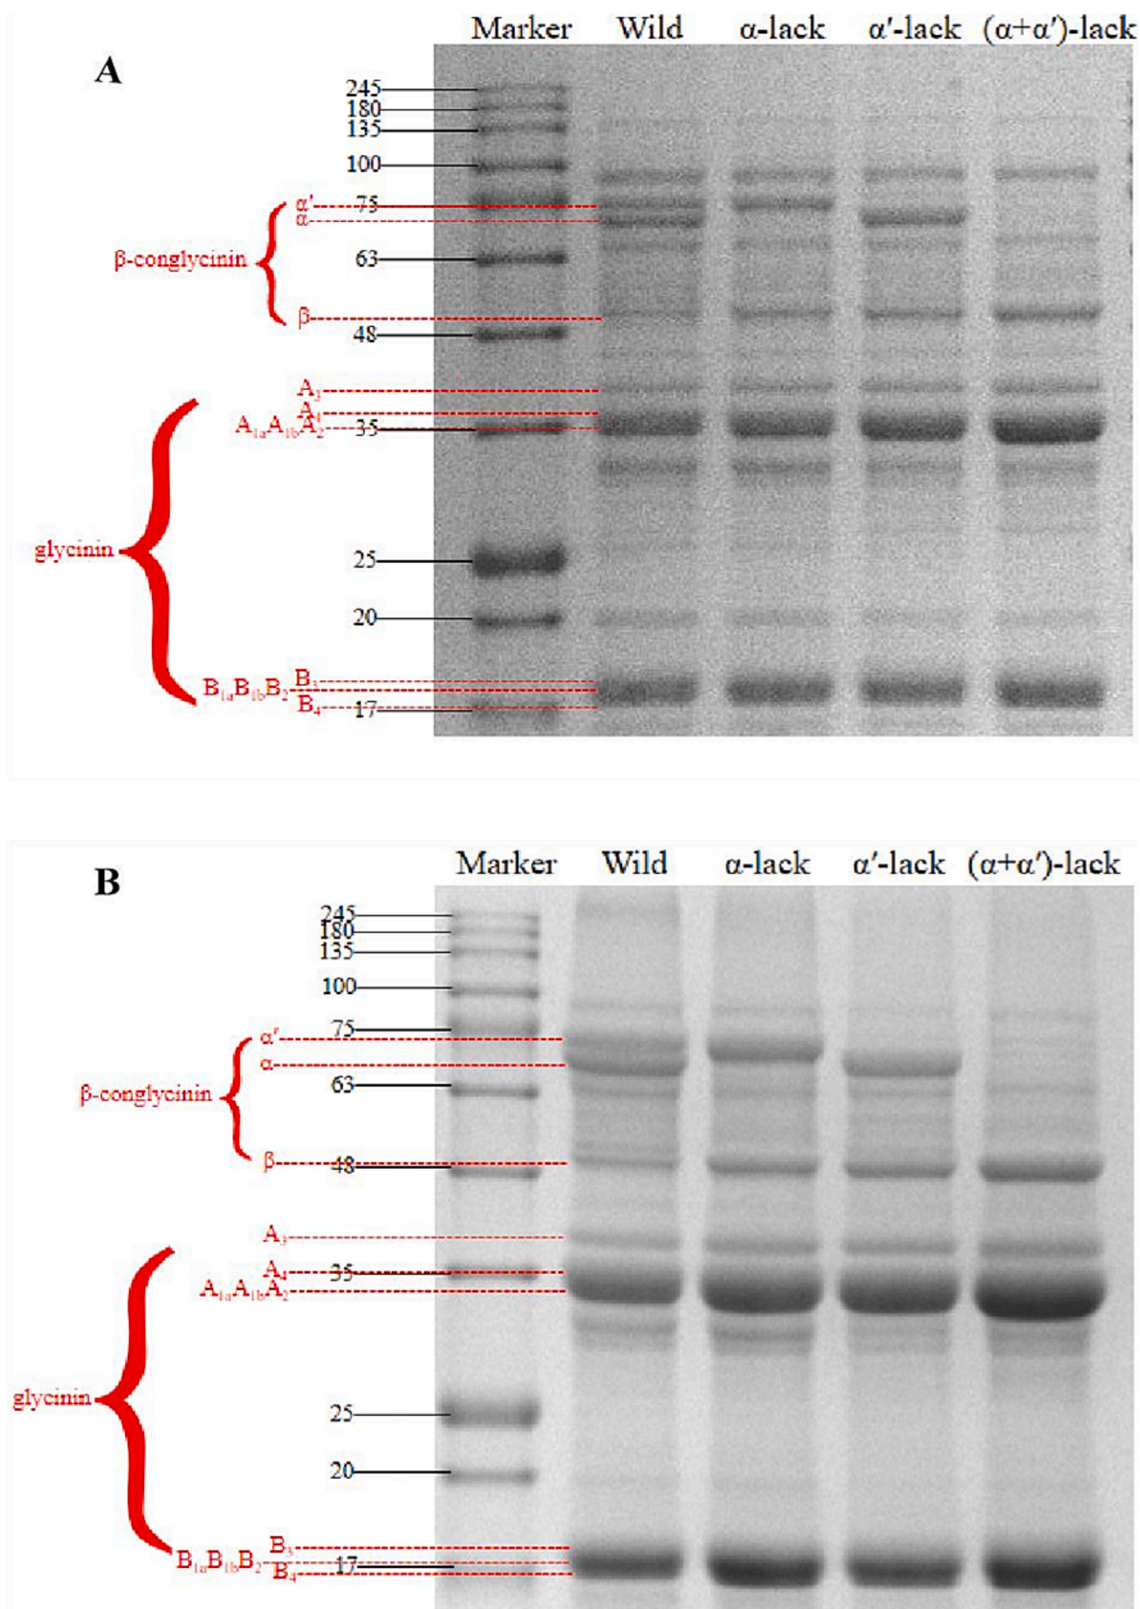 Marker Wild α-lack α′-lack (α+α′)-lack
A
245
180
135
100
α′ 75
α
β-conglycinin
63
β
48
A₃
A₄
A₁ₐA₁bA₂ 35
glycinin
25
20
B₃
B₁ₐB₁bB₂
B₄ 17
Marker Wild α-lack α′-lack (α+α′)-lack
B
245
180
135
100
75
α′
α
63
β-conglycinin
β 48
A₃
A₄ 35
A₁ₐA₁bA₂
glycinin
25
20
B₃
B₁ₐB₁bB₂ 17
B₄